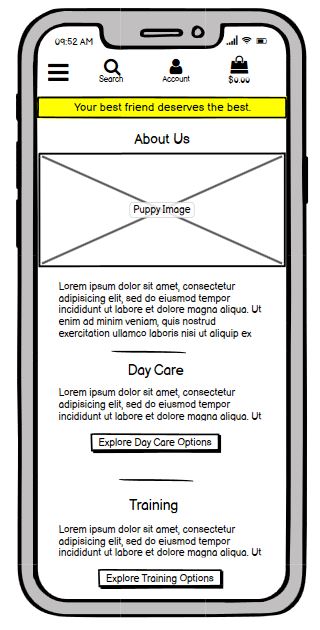 09:52 AM
Search
Account
$0.00
Your best friend deserves the best.
About Us
Puppy Image
Lorem ipsum dolor sit amet, consectetur
adipiscing elit, sed do eiusmod tempor
incididunt ut labore et dolore magna aliqua. Ut
enim ad minim veniam, quis nostrud
exercitation ullamco laboris nisi ut aliquip ex
Day Care
Lorem ipsum dolor sit amet, consectetur
adipiscing elit, sed do eiusmod tempor
incididunt ut labore et dolore magna aliqua. Ut
Explore Day Care Options
Training
Lorem ipsum dolor sit amet, consectetur
adipiscing elit, sed do eiusmod tempor
incididunt ut labore et dolore magna aliqua. Ut
Explore Training Options